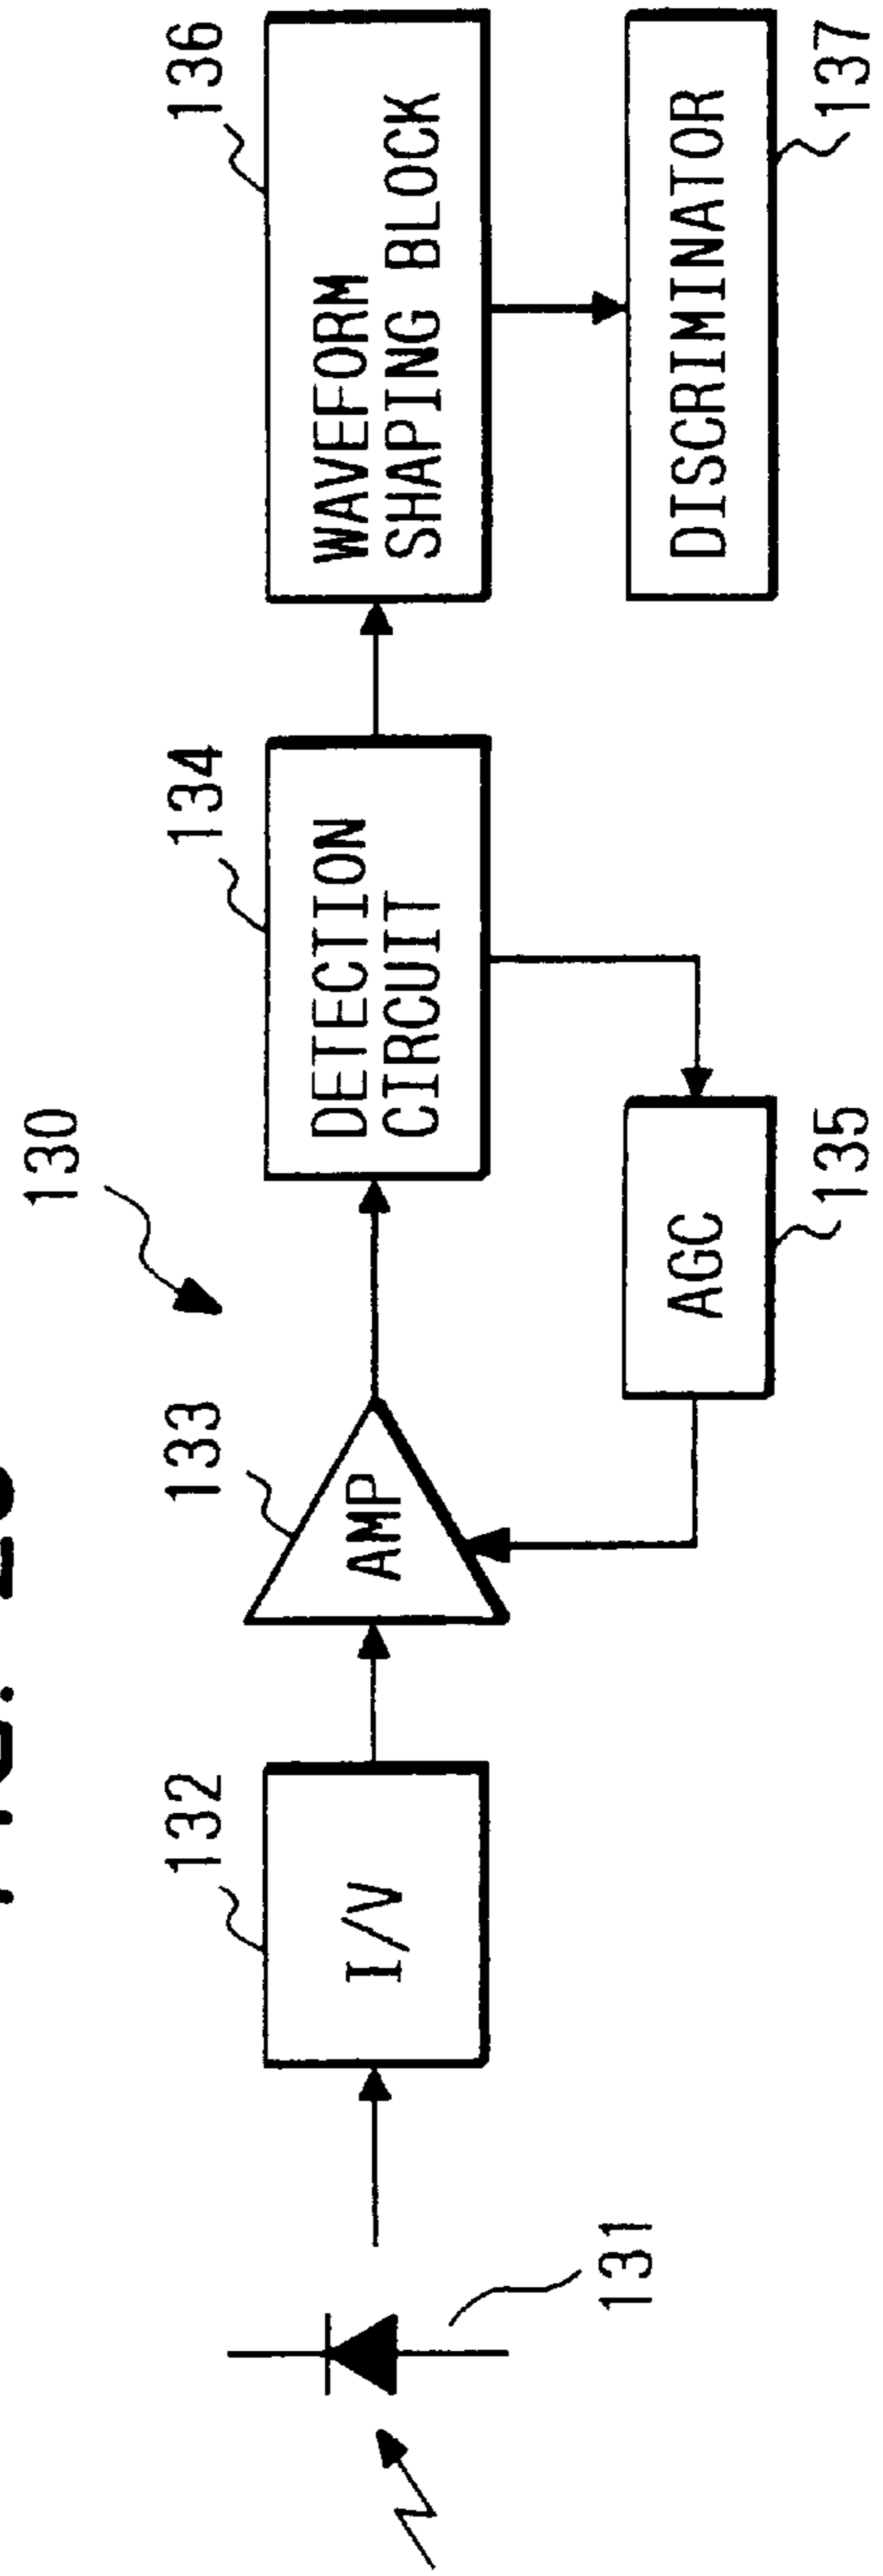 130
131
132
I/V
133
AMP
134
DETECTION
CIRCUIT
135
AGC
136
WAVEFORM
SHAPING BLOCK
137
DISCRIMINATOR